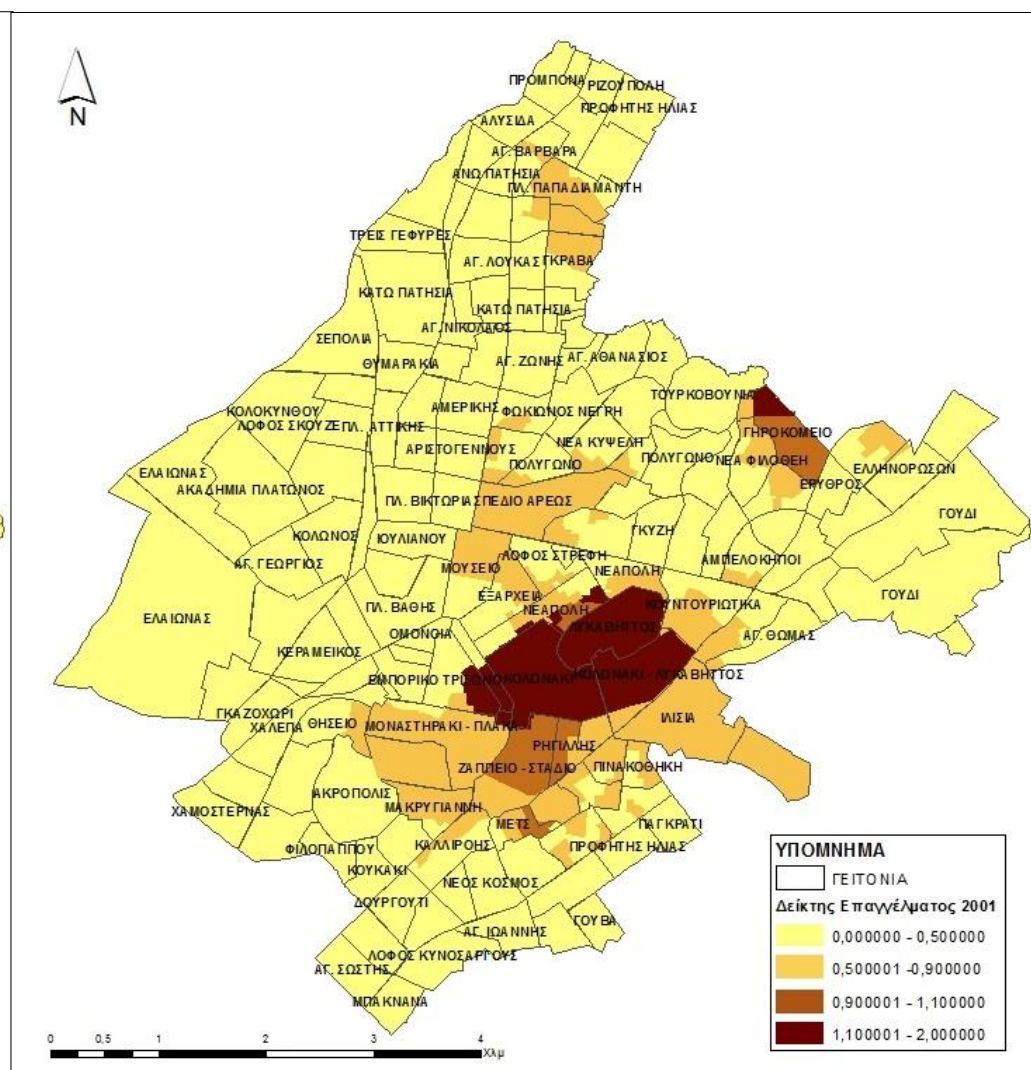 N
ΠΡΟΜΠΟΝΑ
ΡΙΖΟΥΠΟΛΗ
ΠΡΟΦΗΤΗΣ ΗΛΙΑΣ
ΑΛΥΣΙΔΑ
ΑΓ. ΒΑΡΒΑΡΑ
ΑΝΩ ΠΑΤΗΣΙΑ
ΠΛ. ΠΑΠΑΔΙΑΜΑΝΤΗ
ΤΡΕΙΣ ΓΕΦΥΡΕΣ
ΑΓ. ΛΟΥΚΑΣ
ΓΚΡΑΒΑ
ΚΑΤΩ ΠΑΤΗΣΙΑ
ΚΑΤΩ ΠΑΤΗΣΙΑ
ΑΓ. ΝΙΚΟΛΑΟΣ
ΣΕΠΟΛΙΑ
ΘΥΜΑΡΑΚΙΑ
ΑΓ. ΖΩΝΗΣ
ΑΓ. ΑΘΑΝΑΣΙΟΣ
ΤΟΥΡΚΟΒΟΥΝΙΑ
ΚΟΛΟΚΥΝΘΟΥ
ΛΟΦΟΣ ΣΚΟΥΖΕ
ΠΛ. ΑΤΤΙΚΗΣ
ΑΜΕΡΙΚΗΣ
ΦΩΚΙΩΝΟΣ ΝΕΓΡΗ
ΓΗΡΟΚΟΜΕΙΟ
ΑΡΙΣΤΟΓΕΝΝΟΥΣ
ΝΕΑ ΚΥΨΕΛΗ
ΠΟΛΥΓΩΝΟ
ΠΟΛΥΓΩΝΟ
ΝΕΑ ΦΙΛΟΘΕΗ
ΕΛΛΗΝΟΡΩΣΩΝ
ΕΡΥΘΡΟΣ
ΕΛΑΙΩΝΑΣ
ΑΚΑΔΗΜΙΑ ΠΛΑΤΩΝΟΣ
ΠΛ. ΒΙΚΤΩΡΙΑΣ
ΠΕΔΙΟ ΑΡΕΩΣ
ΓΟΥΔΙ
ΚΟΛΩΝΟΣ
ΙΟΥΛΙΑΝΟΥ
ΓΚΥΖΗ
ΑΓ. ΓΕΩΡΓΙΟΣ
ΜΟΥΣΕΙΟ
ΛΟΦΟΣ ΣΤΡΕΦΗ
ΝΕΑΠΟΛΗ
ΑΜΠΕΛΟΚΗΠΟΙ
ΓΟΥΔΙ
ΕΛΑΙΩΝΑΣ
ΠΛ. ΒΑΘΗΣ
ΕΞΑΡΧΕΙΑ
ΝΕΑΠΟΛΗ
ΚΟΥΝΤΟΥΡΙΩΤΙΚΑ
ΟΜΟΝΟΙΑ
ΛΥΚΑΒΗΤΤΟΣ
ΑΓ. ΘΩΜΑΣ
ΚΕΡΑΜΕΙΚΟΣ
ΕΜΠΟΡΙΚΟ ΤΡΙΓΩΝΟ
ΚΟΛΩΝΑΚΙ
ΚΟΛΩΝΑΚΙ - ΛΥΚΑΒΗΤΤΟΣ
ΓΚΑΖΟΧΩΡΙ
ΧΑΛΕΠΑ
ΘΗΣΕΙΟ
ΜΟΝΑΣΤΗΡΑΚΙ - ΠΛΑΚΑ
ΙΛΙΣΙΑ
ΡΗΓΙΛΛΗΣ
ΖΑΠΠΕΙΟ - ΣΤΑΔΙΟ
ΠΙΝΑΚΟΘΗΚΗ
ΑΚΡΟΠΟΛΙΣ
ΜΑΚΡΥΓΙΑΝΝΗ
ΧΑΜΟΣΤΕΡΝΑΣ
ΜΕΤΣ
ΠΑΓΚΡΑΤΙ
ΦΙΛΟΠΑΠΠΟΥ
ΚΑΛΛΙΡΟΗΣ
ΠΡΟΦΗΤΗΣ ΗΛΙΑΣ
ΚΟΥΚΑΚΙ
ΝΕΟΣ ΚΟΣΜΟΣ
ΔΟΥΡΓΟΥΤΙ
ΓΟΥΒΑ
ΑΓ. ΙΩΑΝΝΗΣ
ΛΟΦΟΣ ΚΥΝΟΣΑΡΓΟΥΣ
ΑΓ. ΣΩΣΤΗΣ
ΜΠΑΚΝΑΝΑ
ΥΠΟΜΝΗΜΑ
ΓΕΙΤΟΝΙΑ
Δείκτης Επαγγέλματος 2001
0,000000 - 0,500000
0,500001 -0,900000
0,900001 - 1,100000
1,100001 - 2,000000
0 0,5 1 2 3 4
Χλμ